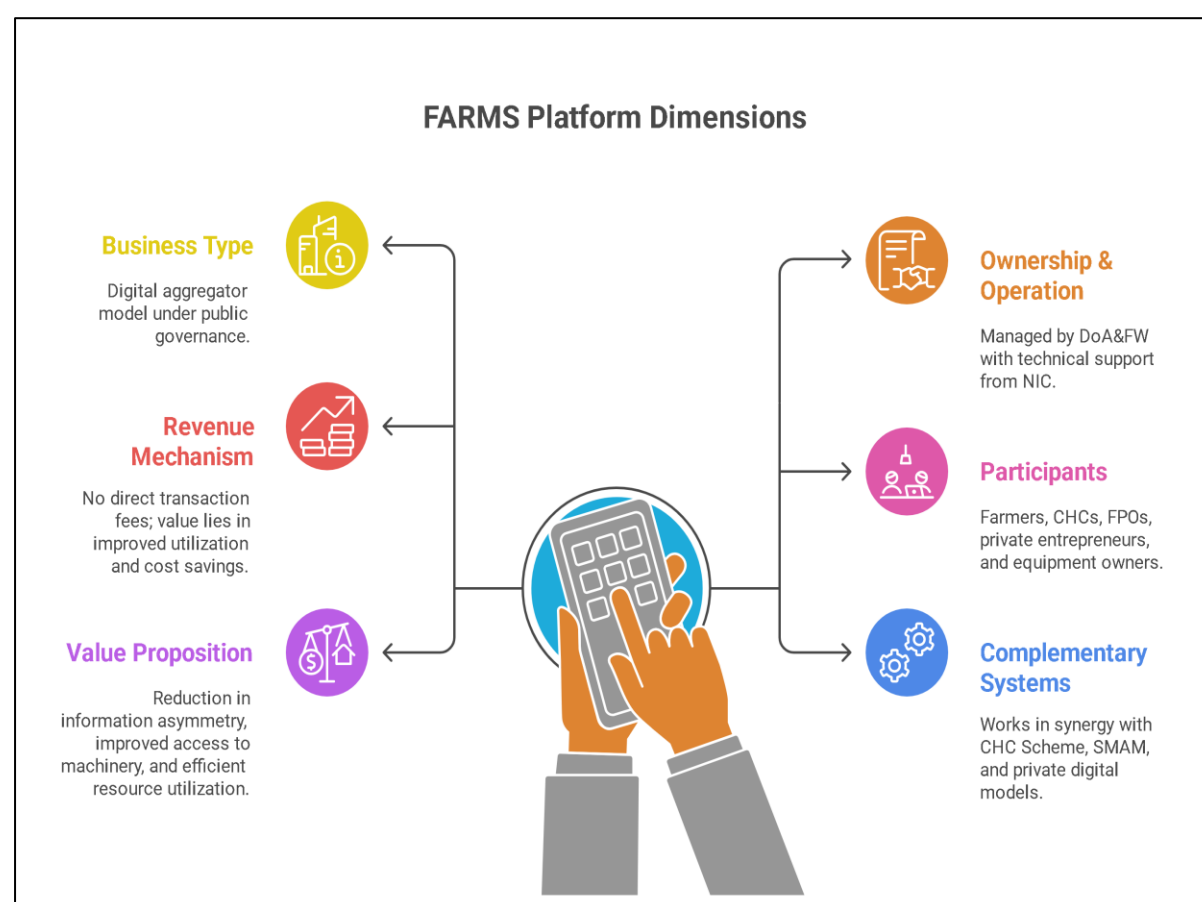 FARMS Platform Dimensions
Business Type
Digital aggregator
model under public
governance.
Revenue
Mechanism
No direct transaction
fees; value lies in
improved utilization
and cost savings.
Value Proposition
Reduction in
information asymmetry,
improved access to
machinery, and efficient
resource utilization.
Ownership &
Operation
Managed by DoA&FW
with technical support
from NIC.
Participants
Farmers, CHCs, FPOs,
private entrepreneurs,
and equipment owners.
Complementary
Systems
Works in synergy with
CHC Scheme, SMAM,
and private digital
models.